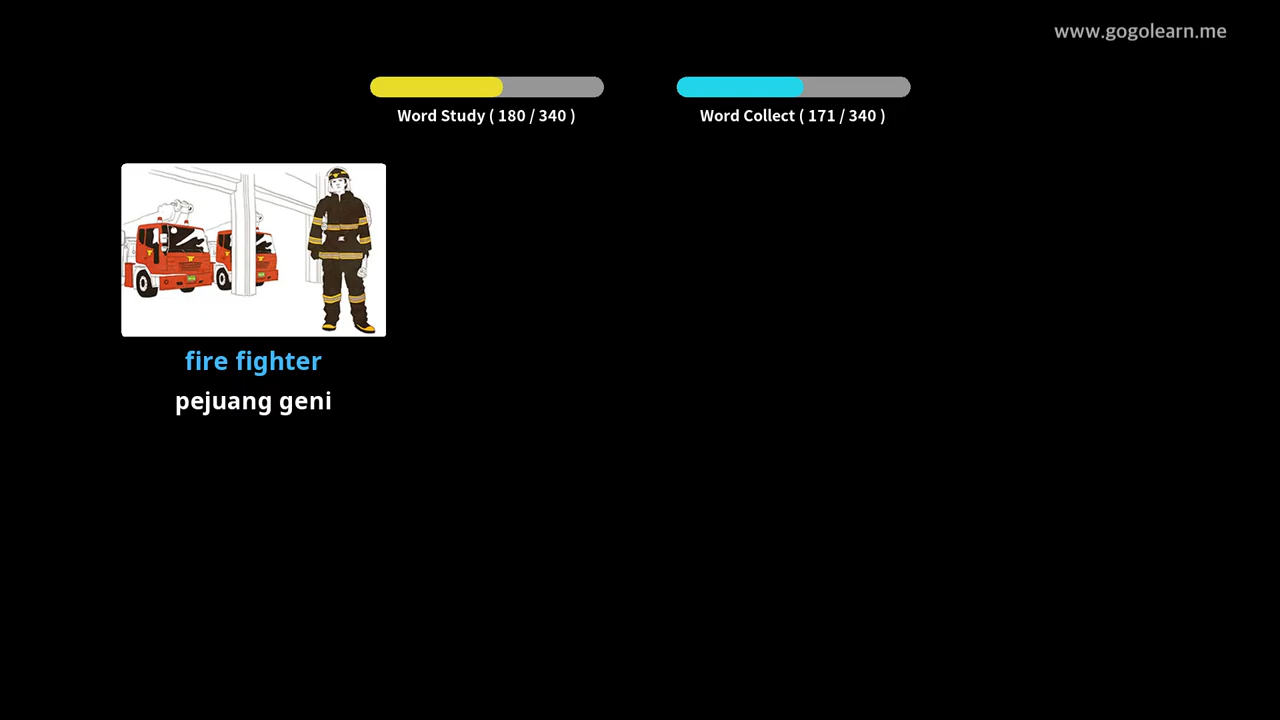 www.gogolearn.me
Word Study ( 180 / 340 )
Word Collect ( 171 / 340 )
fire fighter
pejuang geni